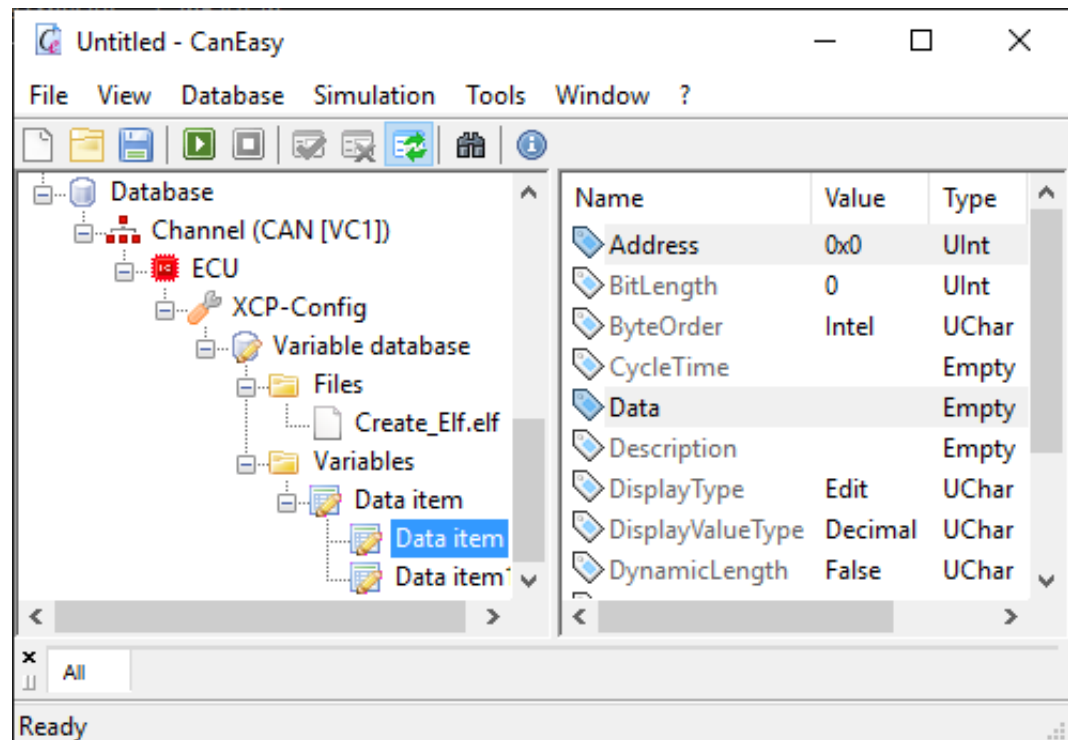 Untitled - CanEasy
File View Database Simulation Tools Window ?
Database
Channel (CAN [VC1])
ECU
XCP-Config
Variable database
Files
Create_Elf.elf
Variables
Data item
Data item
Data item1
Name Value Type
Address 0x0 UInt
BitLength 0 UInt
ByteOrder Intel UChar
CycleTime Empty
Data Empty
Description Empty
DisplayType Edit UChar
DisplayValueType Decimal UChar
DynamicLength False UChar
All
Ready